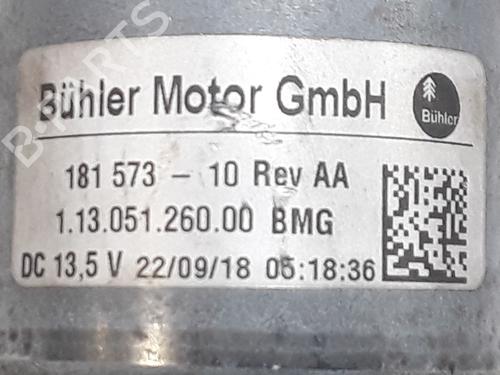 Bühler Motor GmbH
Bühler
181 573 - 10 Rev AA
1.13.051.260.00 BMG
DC 13,5 V 22/09/18 05:18:36
B-PARTS